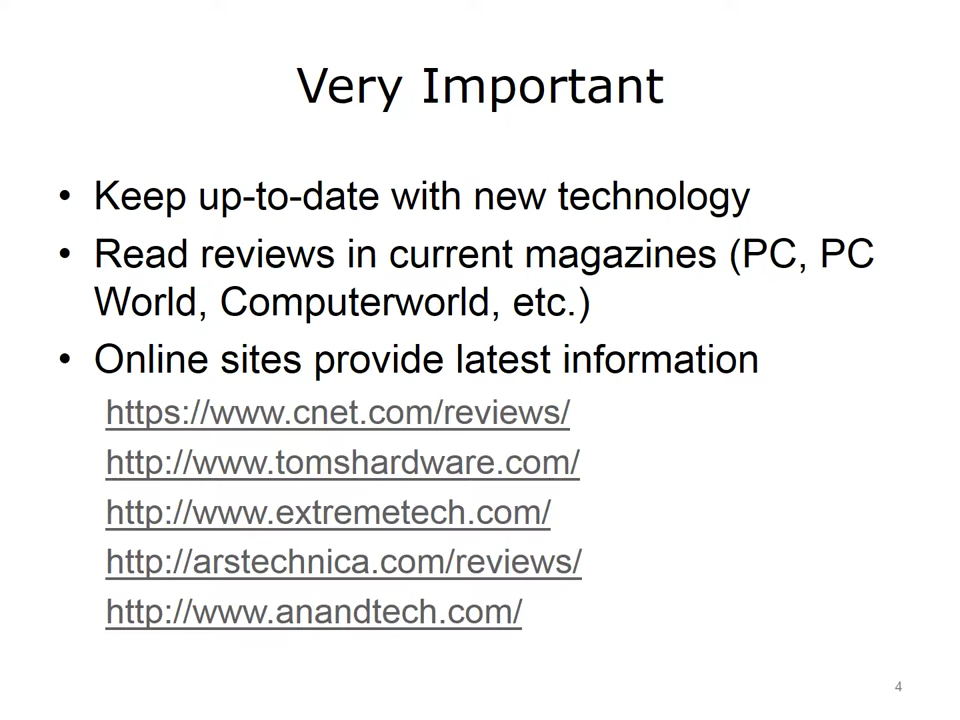 Very Important
• Keep up-to-date with new technology
• Read reviews in current magazines (PC, PC
World, Computerworld, etc.)
• Online sites provide latest information
https://www.cnet.com/reviews/
http://www.tomshardware.com/
http://www.extremetech.com/
http://arstechnica.com/reviews/
http://www.anandtech.com/
4